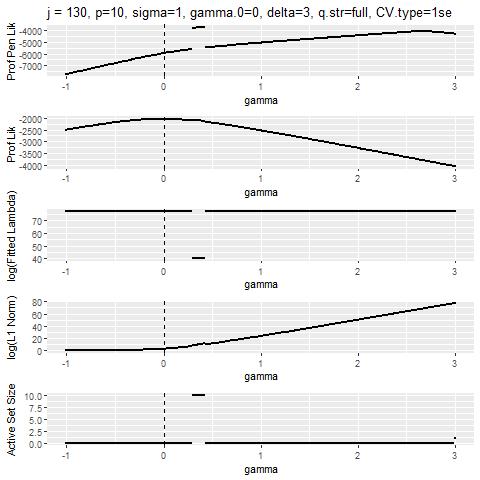 j = 130, p=10, sigma=1, gamma.0=0, delta=3, q.str=full, CV.type=1se
Prof Pen Lik
-4000
-5000
-6000
-7000
-1 0 1 2 3
gamma
Prof Lik
-2000
-2500
-3000
-3500
-4000
-1 0 1 2 3
gamma
log(Fitted Lambda)
70
60
50
40
-1 0 1 2 3
gamma
log(L1 Norm)
80
60
40
20
0
-1 0 1 2 3
gamma
Active Set Size
10.0
7.5
5.0
2.5
0.0
-1 0 1 2 3
gamma